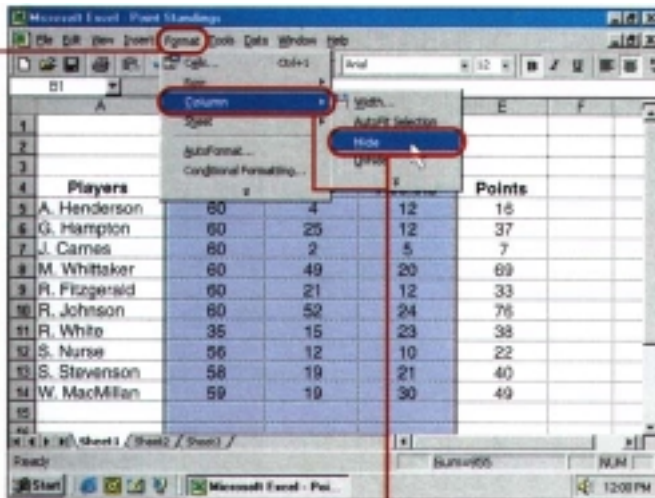 Microsoft Excel - Point Standings
File Edit View Insert Format Tools Data Window Help
Cells... Ctrl+1 Arial 12 B I U
B1 Row
A Column Width... E F
1 Sheet AutoFit Selection
2 AutoFormat... Hide
3 Conditional Formatting... Unhide
4 Players Points
5 A. Henderson 60 4 12 16
6 G. Hampton 60 25 12 37
7 J. Carnes 60 2 5 7
8 M. Whittaker 60 49 20 69
9 R. Fitzgerald 60 21 12 33
10 R. Johnson 60 52 24 76
11 R. White 35 15 23 38
12 S. Nurse 56 12 10 22
13 S. Stevenson 58 19 21 40
14 W. MacMillan 59 19 30 49
15
Sheet1 / Sheet2 / Sheet3 /
Ready Sum=955 NUM
Start Microsoft Excel - Poi... 12:00 PM